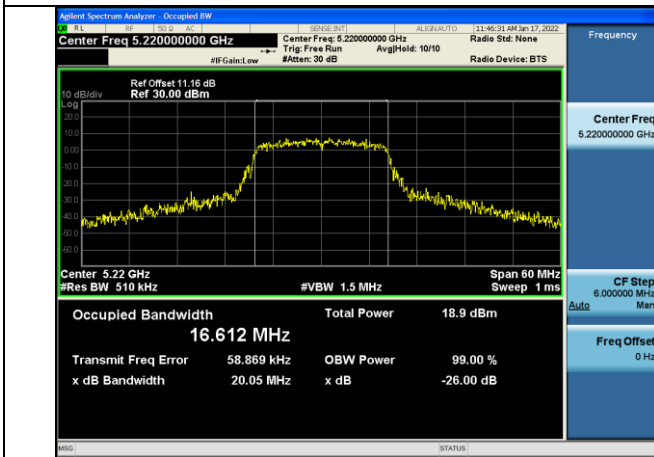 Agilent Spectrum Analyzer - Occupied BW
RL RF 50 Ω AC SENSE:INT ALIGNAUTO 11:46:31 AM Jan 17, 2022
Center Freq 5.220000000 GHz Center Freq: 5.220000000 GHz Radio Std: None
Trig: Free Run Avg|Hold: 10/10
#IFGain:Low #Atten: 30 dB Radio Device: BTS
Ref Offset 11.16 dB
10 dB/div Ref 30.00 dBm
Log
20.0
10.0
0.00
-10.0
-20.0
-30.0
-40.0
-50.0
-60.0
Center 5.22 GHz Span 60 MHz
#Res BW 510 kHz #VBW 1.5 MHz Sweep 1 ms
Occupied Bandwidth Total Power 18.9 dBm
16.612 MHz
Transmit Freq Error 58.869 kHz OBW Power 99.00 %
x dB Bandwidth 20.05 MHz x dB -26.00 dB
MSG STATUS
Frequency
Center Freq
5.220000000 GHz
CF Step
6.000000 MHz
Auto Man
Freq Offset
0 Hz